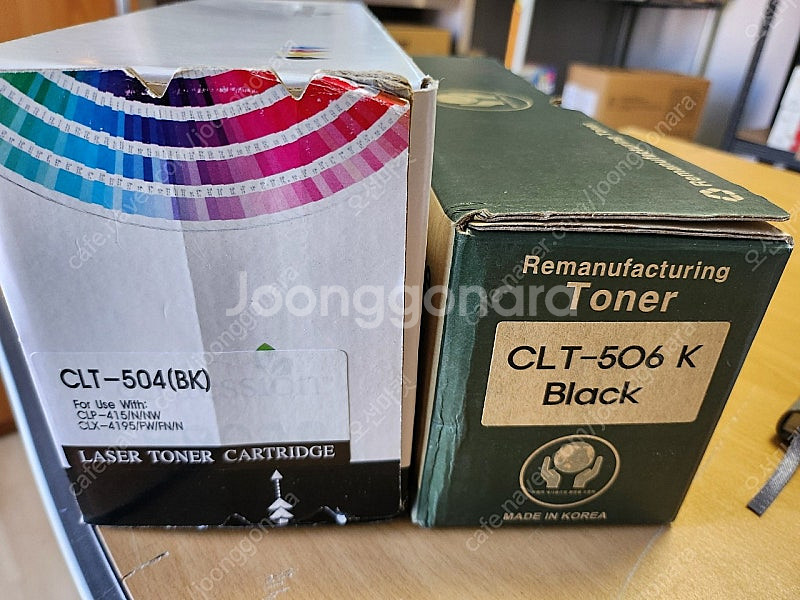 CLT-504(BK)
For Use With:
CLP-415/N/NW
CLX-4195/FW/FN/N
LASER TONER CARTRIDGE
Remanufacturing
Toner
CLT-506 K
Black
MADE IN KOREA
Joonggonara